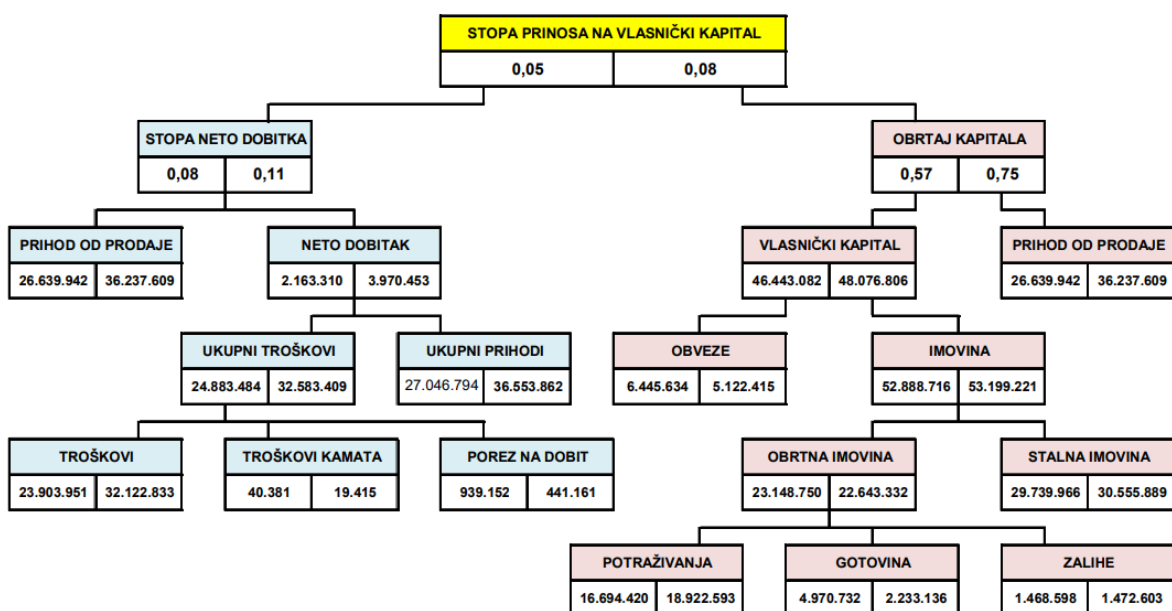 STOPA PRINOSA NA VLASNIČKI KAPITAL
0,05 0,08
STOPA NETO DOBITKA OBRTAJ KAPITALA
0,08 0,11 0,57 0,75
PRIHOD OD PRODAJE NETO DOBITAK VLASNIČKI KAPITAL PRIHOD OD PRODAJE
26.639.942 36.237.609 2.163.310 3.970.453 46.443.082 48.076.806 26.639.942 36.237.609
UKUPNI TROŠKOVI UKUPNI PRIHODI OBVEZE IMOVINA
24.883.484 32.583.409 27.046.794 36.553.862 6.445.634 5.122.415 52.888.716 53.199.221
TROŠKOVI TROŠKOVI KAMATA POREZ NA DOBIT OBRTNA IMOVINA STALNA IMOVINA
23.903.951 32.122.833 40.381 19.415 939.152 441.161 23.148.750 22.643.332 29.739.966 30.555.889
POTRAŽIVANJA GOTOVINA ZALIHE
16.694.420 18.922.593 4.970.732 2.233.136 1.468.598 1.472.603